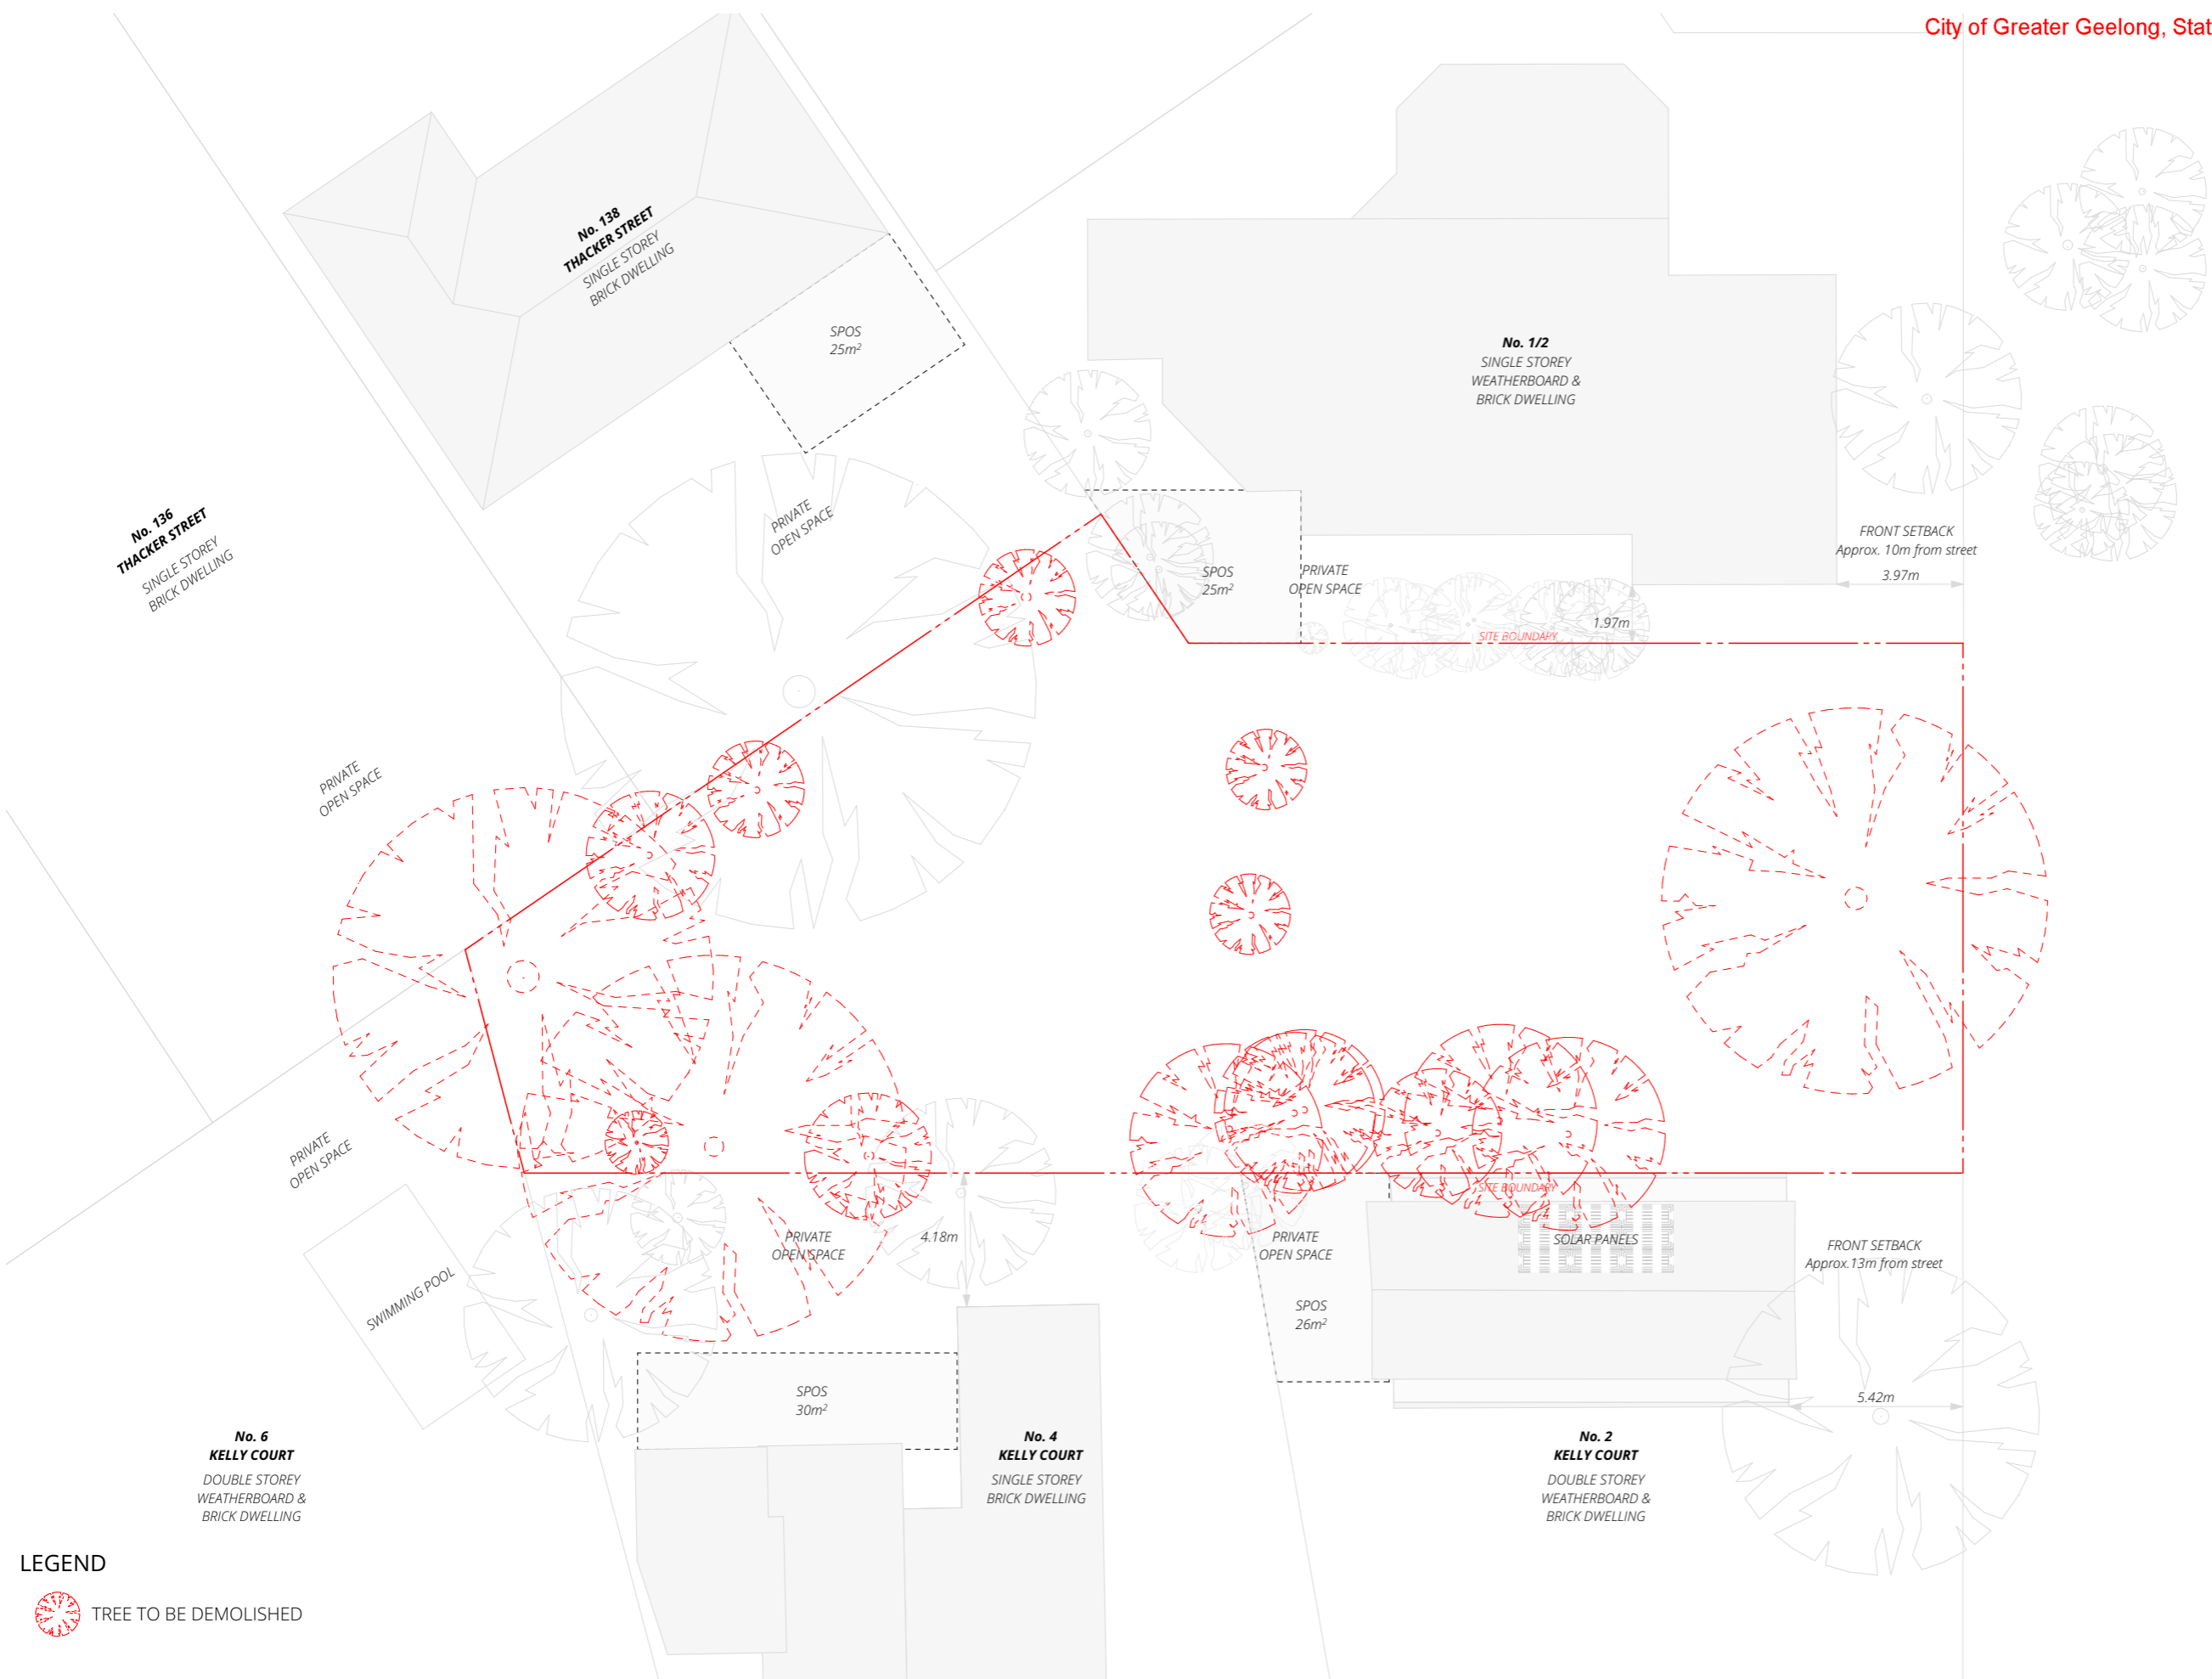 City of Greater Geelong, Stat
No. 138
THACKER STREET
SINGLE STOREY
BRICK DWELLING
SPOS
25m²
No. 1/2
SINGLE STOREY
WEATHERBOARD &
BRICK DWELLING
No. 136
THACKER STREET
SINGLE STOREY
BRICK DWELLING
PRIVATE
OPEN SPACE
FRONT SETBACK
Approx. 10m from street
3.97m
SPOS
25m²
PRIVATE
OPEN SPACE
1.97m
SITE BOUNDARY
PRIVATE
OPEN SPACE
PRIVATE
OPEN SPACE
SITE BOUNDARY
SWIMMING POOL
PRIVATE
OPEN SPACE
4.18m
PRIVATE
OPEN SPACE
SOLAR PANELS
FRONT SETBACK
Approx.13m from street
SPOS
26m²
SPOS
30m²
5.42m
No. 6
KELLY COURT
DOUBLE STOREY
WEATHERBOARD &
BRICK DWELLING
No. 4
KELLY COURT
SINGLE STOREY
BRICK DWELLING
No. 2
KELLY COURT
DOUBLE STOREY
WEATHERBOARD &
BRICK DWELLING
LEGEND
TREE TO BE DEMOLISHED